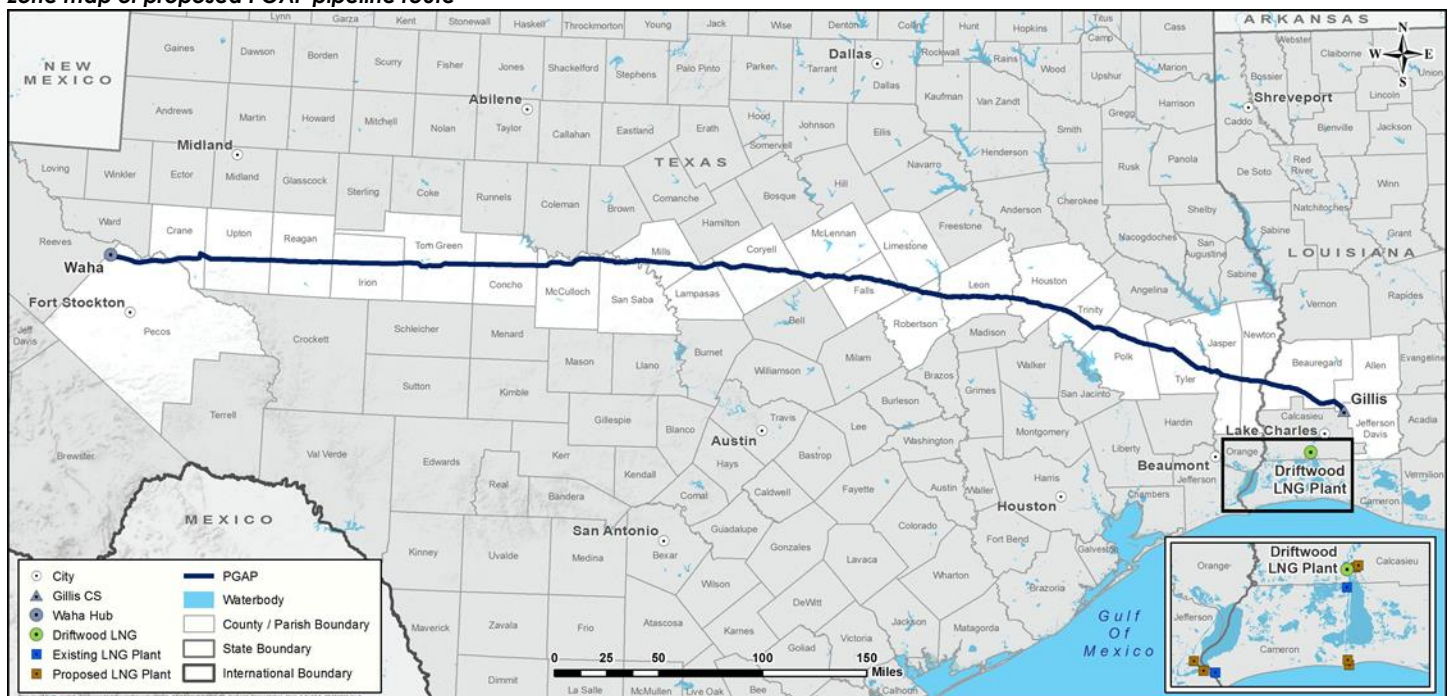 Zone map of proposed PGAP pipeline route
ARKANSAS
N
W E
S
NEW MEXICO
Lynn Garza Kent Stonewall Haskell Throckmorton Young Jack Wise Denton Collin Hunt Hopkins Titus Camp Cass
Gaines Dawson Borden Scurry Fisher Jones Shackelford Stephens Palo Pinto Parker Tarrant Dallas Dallas Rockwall Rains Wood Upshur Marion Webster Claiborne Union
Andrews Martin Howard Mitchell Nolan Abilene Taylor Callahan Eastland Erath Hood Somervell Johnson Ellis Kaufman Van Zandt Smith Gregg Harrison Bossier Shreveport Caddo Lincoln Bienville Jackson
Midland
Loving Winkler Ector Midland Glasscock Sterling Coke Runnels Coleman Brown Comanche TEXAS Bosque Hill Navarro Henderson Rusk Panola De Soto Red River Winn
Hamilton Freestone Anderson Cherokee Shelby Natchitoches
Reeves Ward Crane Upton Reagan Tom Green Mills Coryell McLennan Limestone Nacogdoches San Augustine Sabine Sabine Grant
LOUISIANA
Waha Irion Concho McCulloch San Saba Lampasas Falls Leon Houston Trinity Angelina Vernon Rapides
Fort Stockton
Pecos
Jeff Davis Crockett Schleicher Menard Mason Llano Burnet Bell Milam Robertson Madison Walker Polk Tyler Jasper Newton Beauregard Allen Evangeline
Williamson Brazos Grimes San Jacinto Gillis
Terrell Sutton Kimble Gillespie Blanco Travis Austin Lee Burleson Washington Montgomery Liberty Hardin Calcasieu Lake Charles Jefferson Davis Acadia
Brewster Val Verde Edwards Kerr Kendall Hays Bastrop Beaumont Orange Jefferson Driftwood LNG Plant Cameron Vermilion
Real Bandera Comal Caldwell Fayette Austin Waller Harris Houston Chambers
MEXICO
San Antonio Bexar Guadalupe Gonzales Colorado Fort Bend Galveston
Kinney Uvalde Medina Wilson Lavaca Wharton Brazoria
Maverick Zavala Frio Atascosa Karnes DeWitt Goliad Victoria Jackson Matagorda
Dimmit La Salle McMullen Live Oak Bee Calhoun
Gulf
Of
Mexico
City
Gillis CS
Waha Hub
Driftwood LNG
Existing LNG Plant
Proposed LNG Plant
PGAP
Waterbody
County / Parish Boundary
State Boundary
International Boundary
0 25 50 100 150
Miles
Driftwood LNG Plant
Orange Calcasieu
Jefferson
Cameron